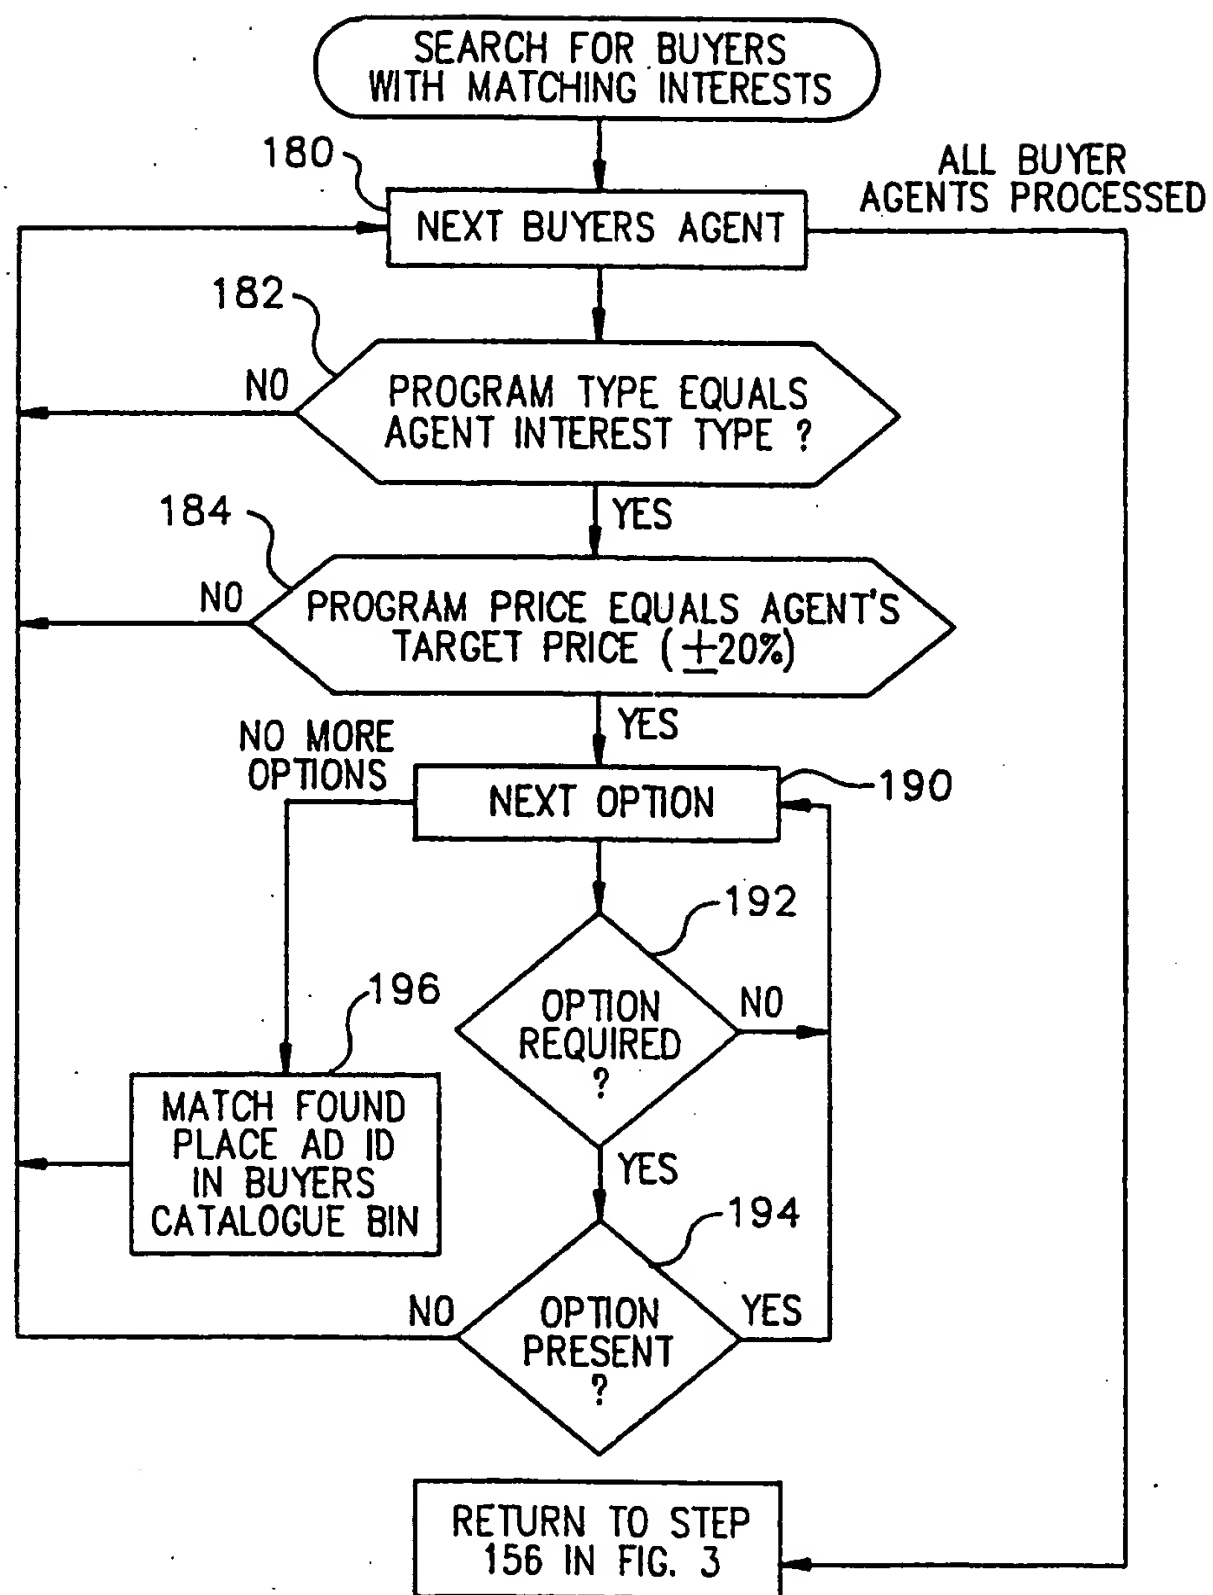 SEARCH FOR BUYERS
WITH MATCHING INTERESTS
180
ALL BUYER
AGENTS PROCESSED
NEXT BUYERS AGENT
182
NO
PROGRAM TYPE EQUALS
AGENT INTEREST TYPE ?
YES
184
NO
PROGRAM PRICE EQUALS AGENT'S
TARGET PRICE (±20%)
YES
NO MORE
OPTIONS
NEXT OPTION
190
192
OPTION
REQUIRED
?
NO
196
MATCH FOUND
PLACE AD ID
IN BUYERS
CATALOGUE BIN
YES
194
NO
OPTION
PRESENT
?
YES
RETURN TO STEP
156 IN FIG. 3